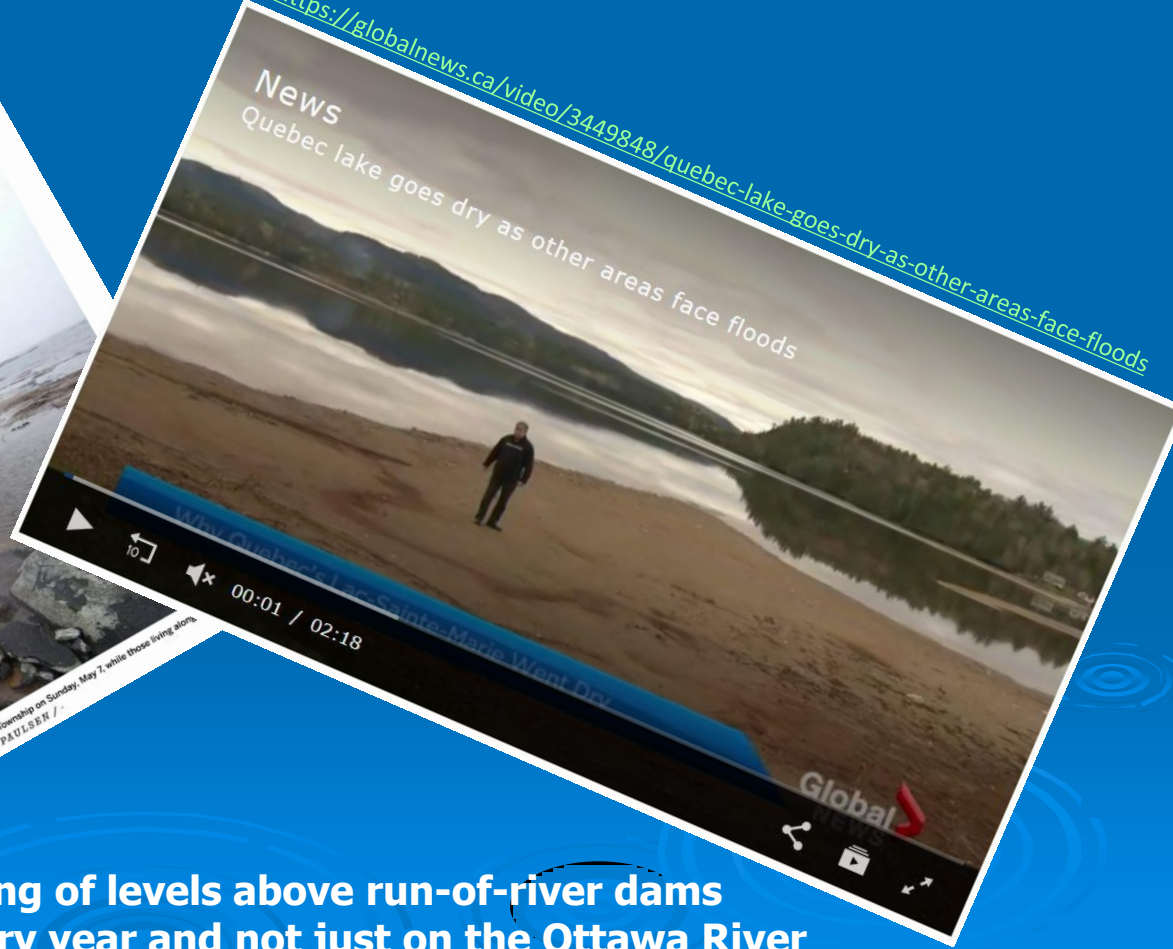 https://globalnews.ca/video/3449848/quebec-lake-goes-dry-as-other-areas-face-floods
News
Quebec lake goes dry as other areas face floods
Why Quebec's Lac-Sainte-Marie Went Dry
10
00:01 / 02:18
Global
NEWS
ownship on Sunday, May 7, while those living along
PAULSEN /
ng of levels above run-of-river dams
ry year and not just on the Ottawa River